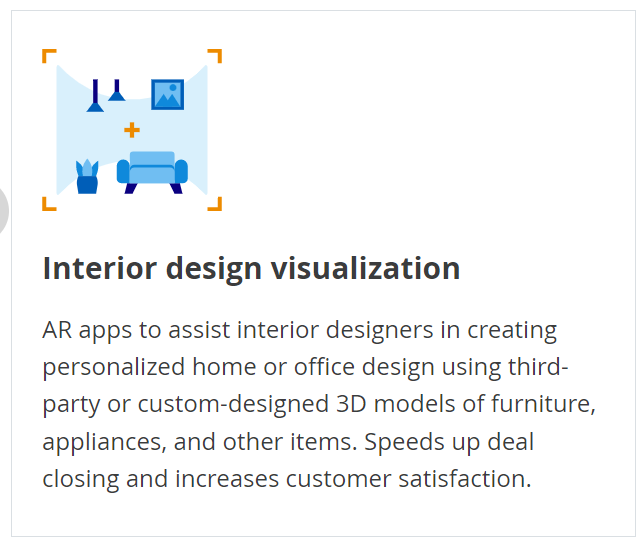 Interior design visualization
AR apps to assist interior designers in creating
personalized home or office design using third-
party or custom-designed 3D models of furniture,
appliances, and other items. Speeds up deal
closing and increases customer satisfaction.